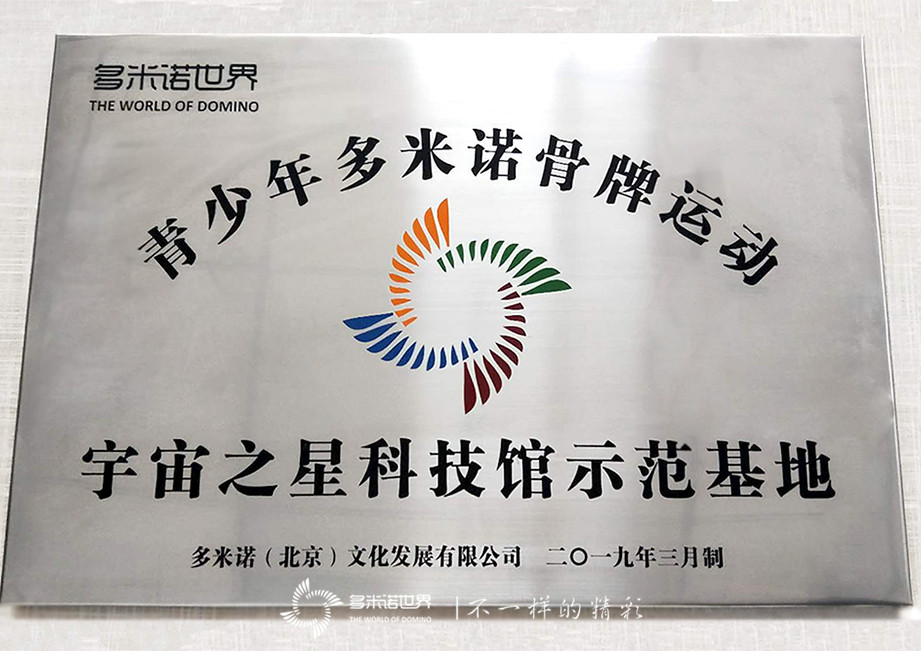 多米诺世界
THE WORLD OF DOMINO
青少年多米诺骨牌运动
宇宙之星科技馆示范基地
多米诺（北京）文化发展有限公司 二〇一九年三月制
多米诺世界 | 不一样的精彩
THE WORLD OF DOMINO